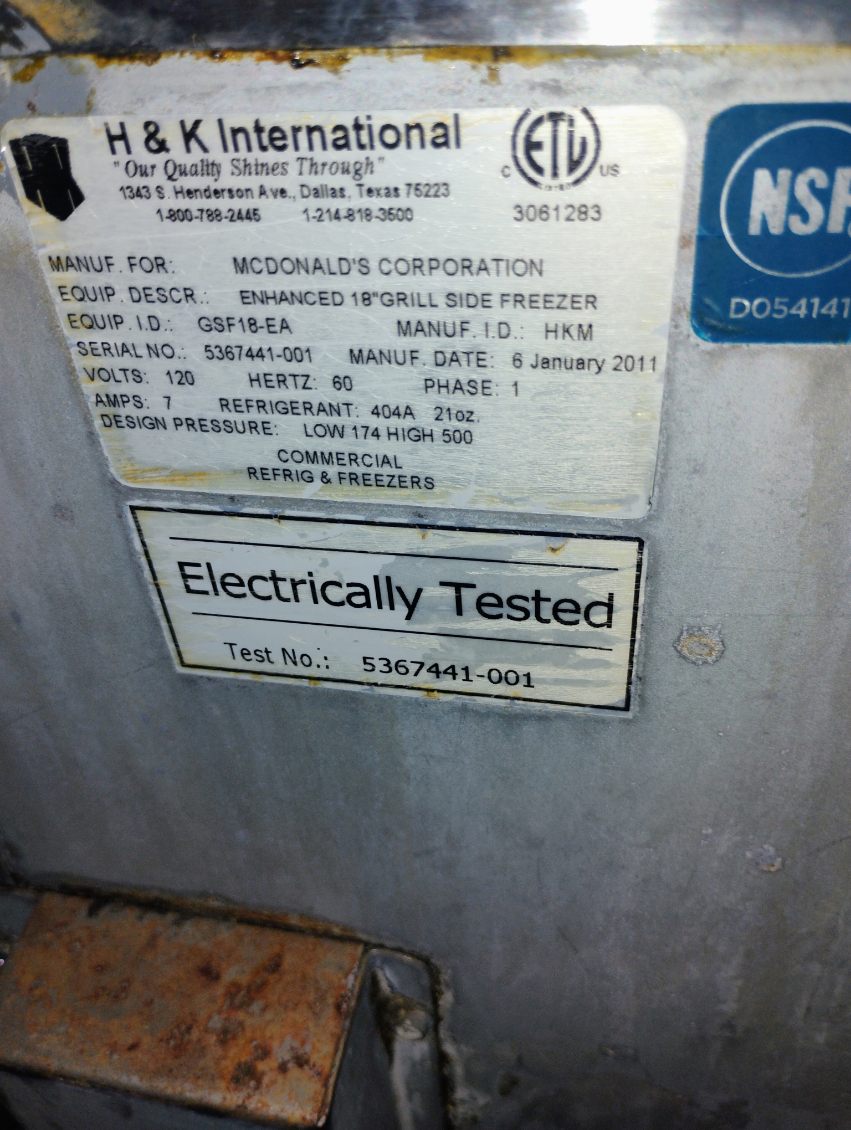 H & K International
"Our Quality Shines Through"
1343 S. Henderson Ave., Dallas, Texas 75223
1-800-788-2445 1-214-818-3500
C ETL US
LISTED
3061283
MANUF. FOR: MCDONALD'S CORPORATION
EQUIP. DESCR.: ENHANCED 18"GRILL SIDE FREEZER
EQUIP. I.D.: GSF18-EA MANUF. I.D.: HKM
SERIAL NO.: 5367441-001 MANUF. DATE: 6 January 2011
VOLTS: 120 HERTZ: 60 PHASE: 1
AMPS: 7 REFRIGERANT: 404A 21oz.
DESIGN PRESSURE: LOW 174 HIGH 500
COMMERCIAL
REFRIG & FREEZERS
NSF.
DO54141
Electrically Tested
Test No.: 5367441-001